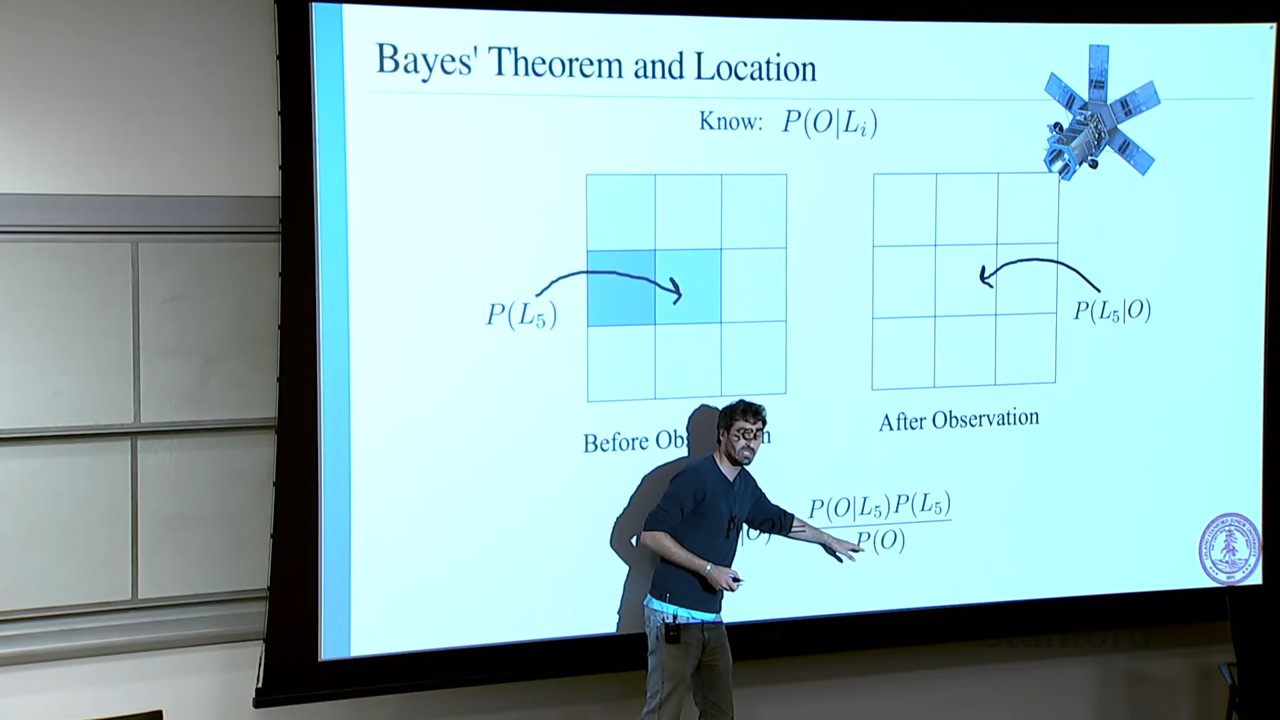 Bayes' Theorem and Location
Know: P(O|L_i)
P(L_5)
P(L_5|O)
After Observation
Before Ob
n
|O) = P(O|L_5)P(L_5)
P(O)